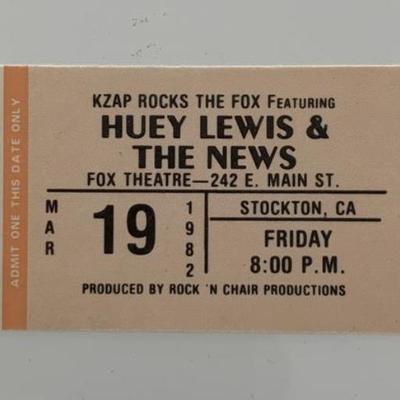 KZAP ROCKS THE FOX FEATURING
HUEY LEWIS &
THE NEWS
FOX THEATRE—242 E. MAIN ST.
MAR
19
1982
STOCKTON, CA
FRIDAY
8:00 P.M.
PRODUCED BY ROCK 'N CHAIR PRODUCTIONS
ADMIT ONE THIS DATE ONLY